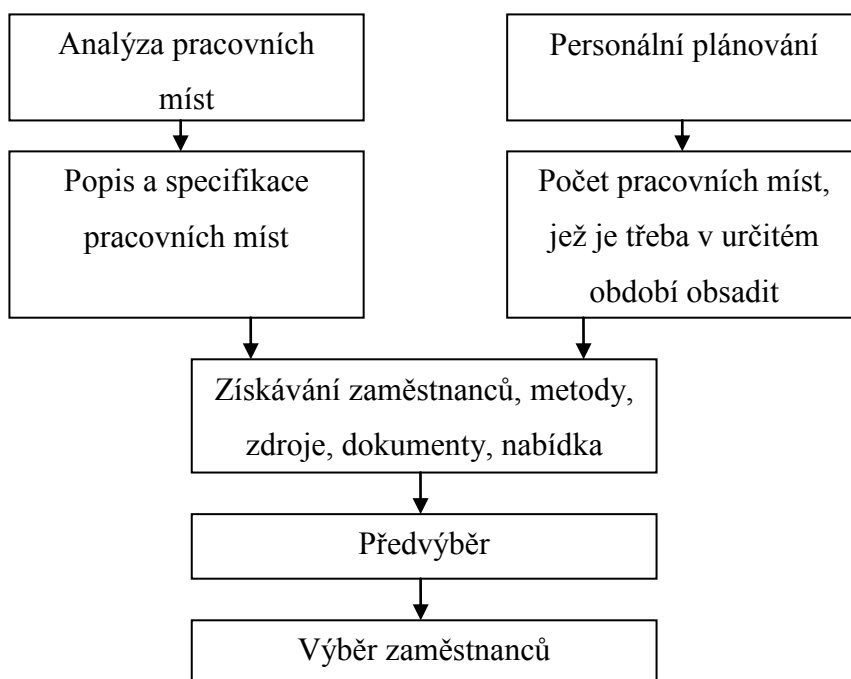 Analýza pracovních
míst
Personální plánování
Popis a specifikace
pracovních míst
Počet pracovních míst,
jež je třeba v určitém
období obsadit
Získávání zaměstnanců, metody,
zdroje, dokumenty, nabídka
Předvýběr
Výběr zaměstnanců